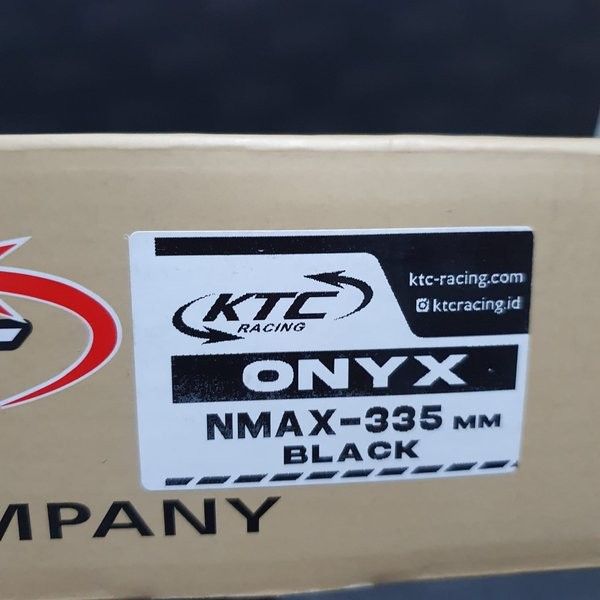 KTC
RACING
ktc-racing.com
ktcracing.id
ONYX
NMAX-335 MM
BLACK
MPANY